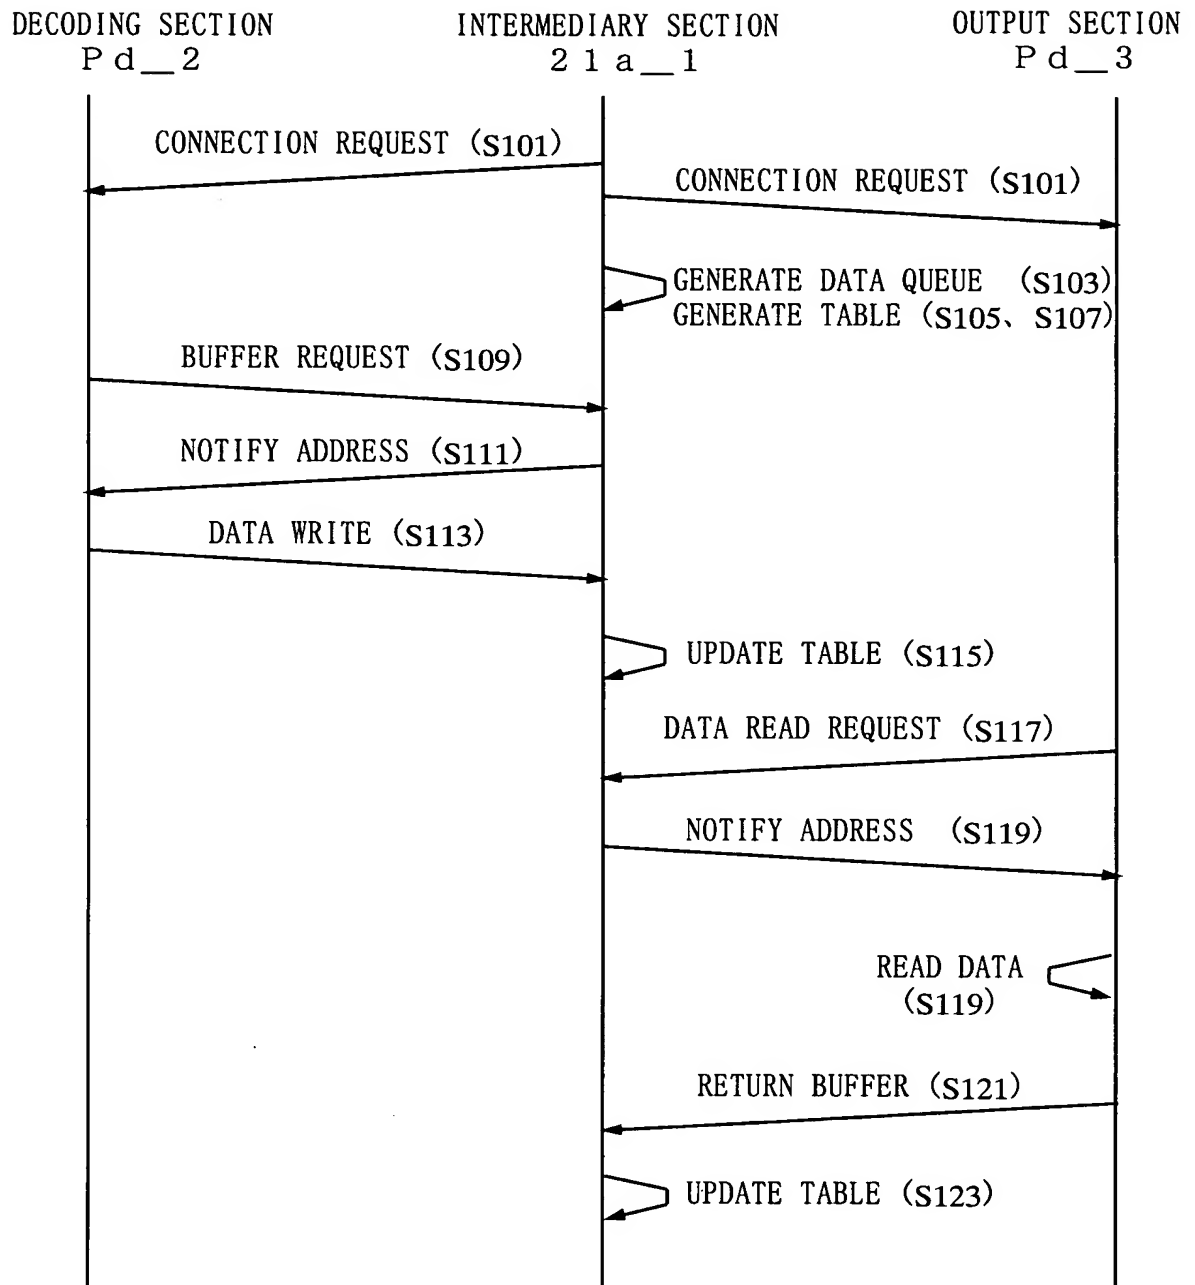 DECODING SECTION
Pd_2
INTERMEDIARY SECTION
21a_1
OUTPUT SECTION
Pd_3
CONNECTION REQUEST (S101)
CONNECTION REQUEST (S101)
GENERATE DATA QUEUE (S103)
GENERATE TABLE (S105、S107)
BUFFER REQUEST (S109)
NOTIFY ADDRESS (S111)
DATA WRITE (S113)
UPDATE TABLE (S115)
DATA READ REQUEST (S117)
NOTIFY ADDRESS (S119)
READ DATA
(S119)
RETURN BUFFER (S121)
UPDATE TABLE (S123)